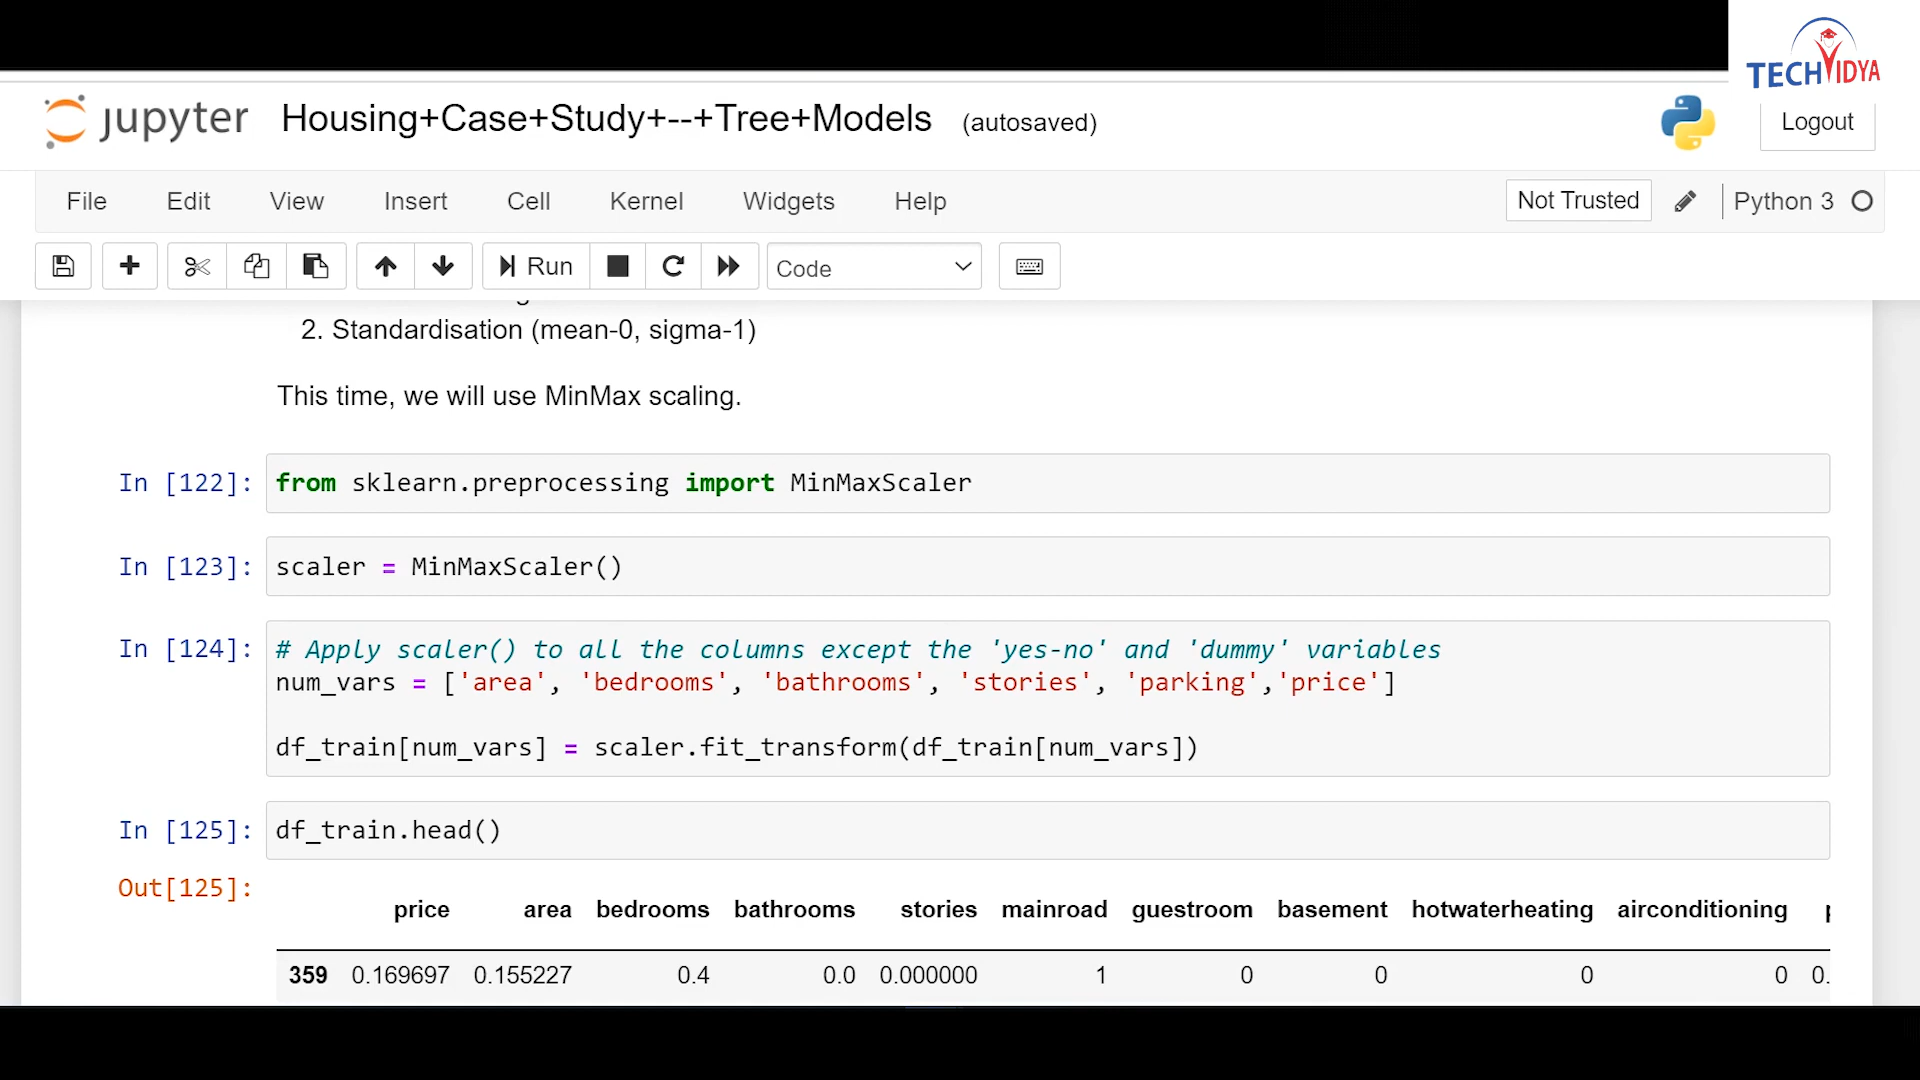 TECHVIDYA
jupyter Housing+Case+Study+--+Tree+Models (autosaved)
Logout
File Edit View Insert Cell Kernel Widgets Help Not Trusted Python 3
Run Code
2. Standardisation (mean-0, sigma-1)
This time, we will use MinMax scaling.
In [122]: from sklearn.preprocessing import MinMaxScaler
In [123]: scaler = MinMaxScaler()
In [124]: # Apply scaler() to all the columns except the 'yes-no' and 'dummy' variables
num_vars = ['area', 'bedrooms', 'bathrooms', 'stories', 'parking','price']
df_train[num_vars] = scaler.fit_transform(df_train[num_vars])
In [125]: df_train.head()
Out[125]:
price area bedrooms bathrooms stories mainroad guestroom basement hotwaterheating airconditioning
359 0.169697 0.155227 0.4 0.0 0.000000 1 0 0 0 0 0.